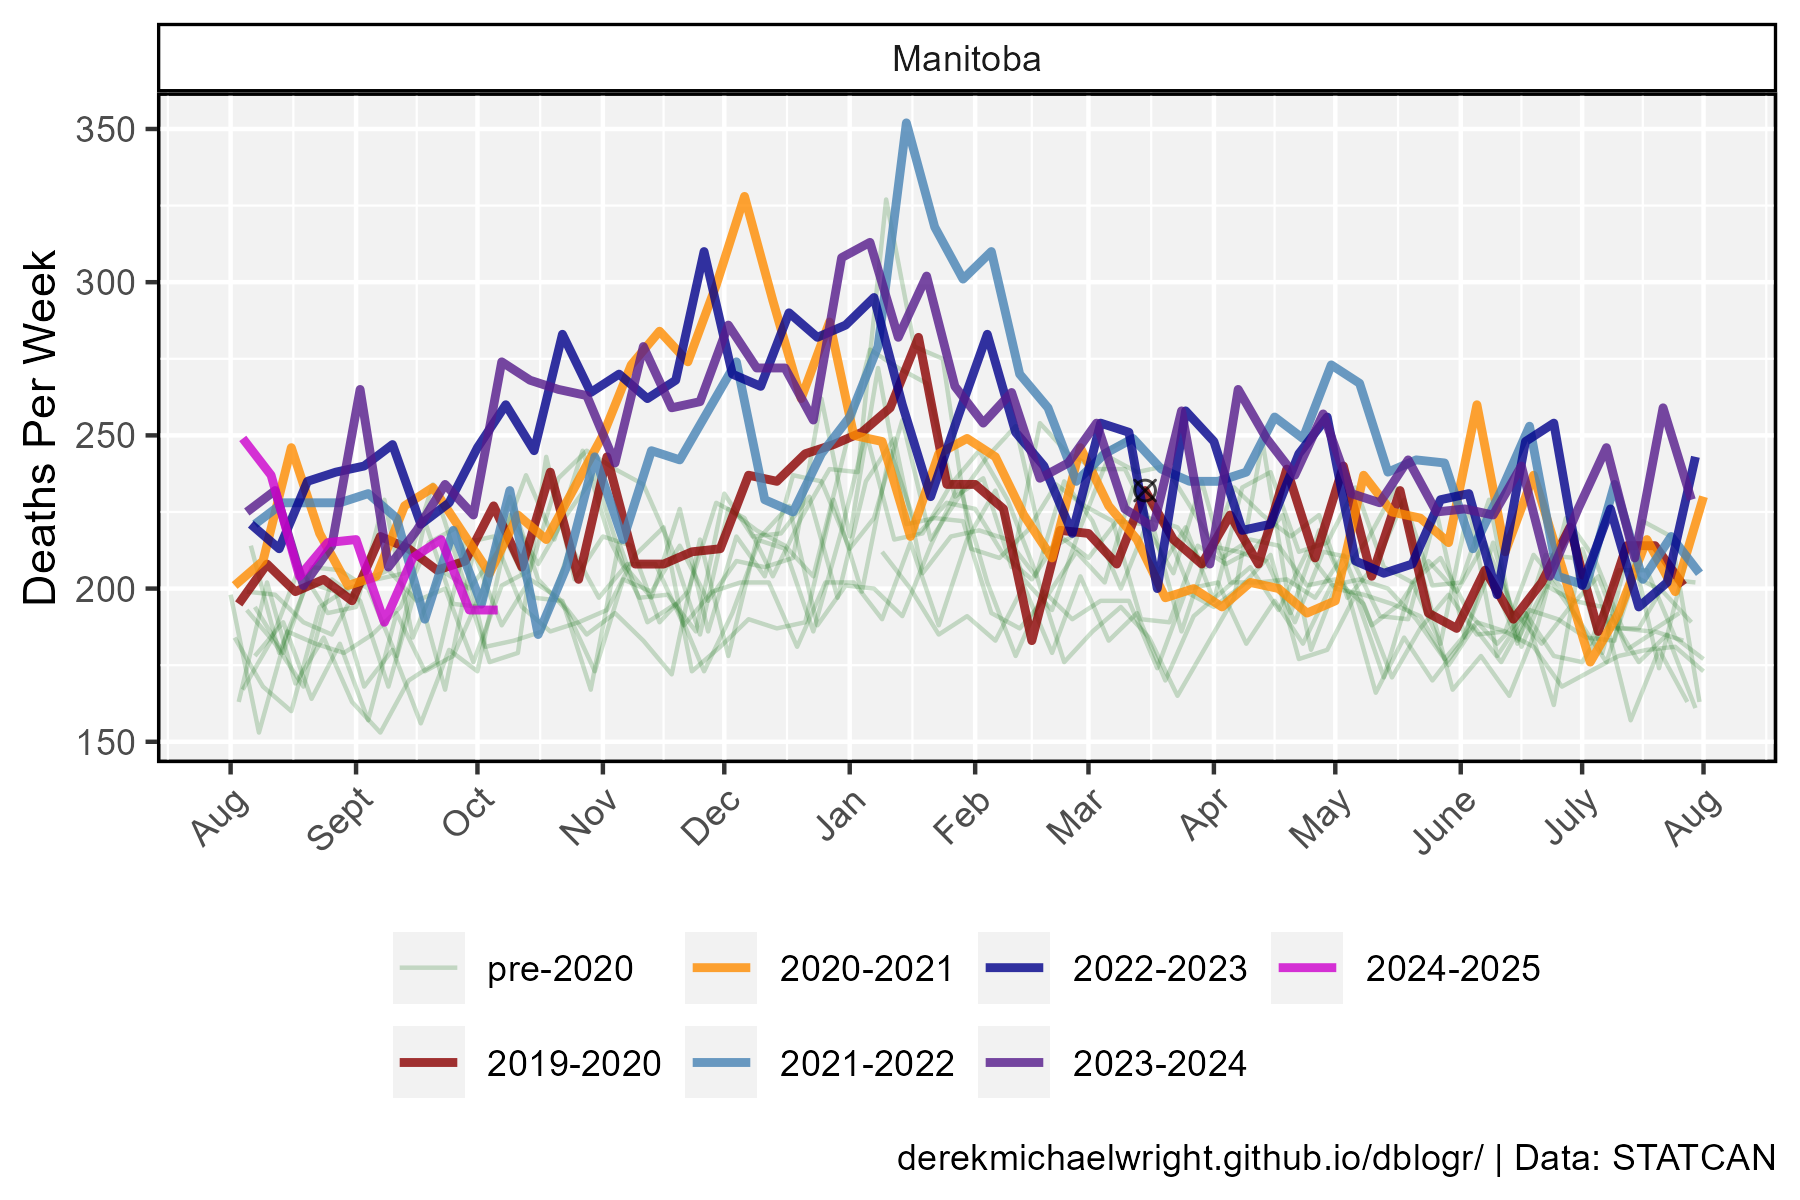 Manitoba
Deaths Per Week
350
300
250
200
150
Aug Sept Oct Nov Dec Jan Feb Mar Apr May June July Aug
pre-2020 2020-2021 2022-2023 2024-2025
2019-2020 2021-2022 2023-2024
derekmichaelwright.github.io/dblogr/ | Data: STATCAN